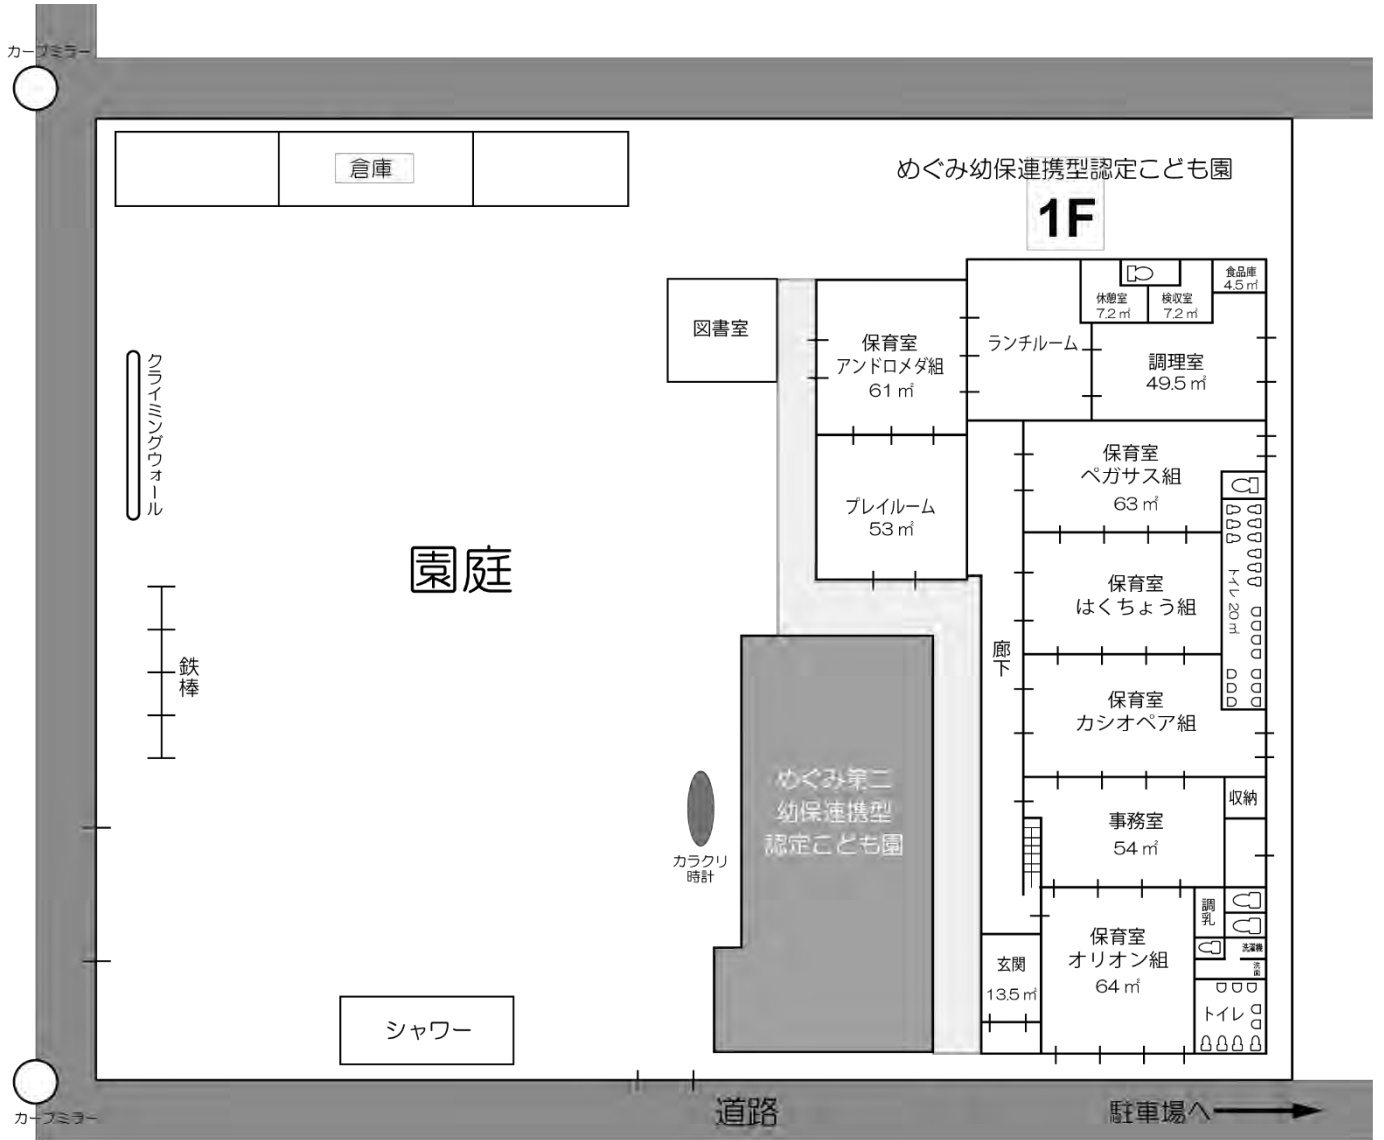 カーブミラー
倉庫
めぐみ幼保連携型認定こども園
1F
食品庫
4.5㎡
休憩室
7.2㎡
検収室
7.2㎡
図書室
保育室
アンドロメダ組
61㎡
ランチルーム
調理室
49.5㎡
クライミングウォール
保育室
ペガサス組
63㎡
プレイルーム
53㎡
園庭
保育室
はくちょう組
トイレ20㎡
鉄棒
廊下
保育室
カシオペア組
めぐみ第二
幼保連携型
認定こども園
カラクリ
時計
収納
事務室
54㎡
調乳
保育室
オリオン組
64㎡
洗濯機
洗面
玄関
13.5㎡
トイレ
シャワー
カーブミラー
道路
駐車場へ